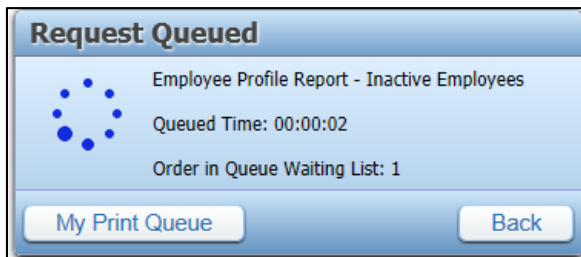 Request Queued
Employee Profile Report - Inactive Employees
Queued Time: 00:00:02
Order in Queue Waiting List: 1
My Print Queue
Back